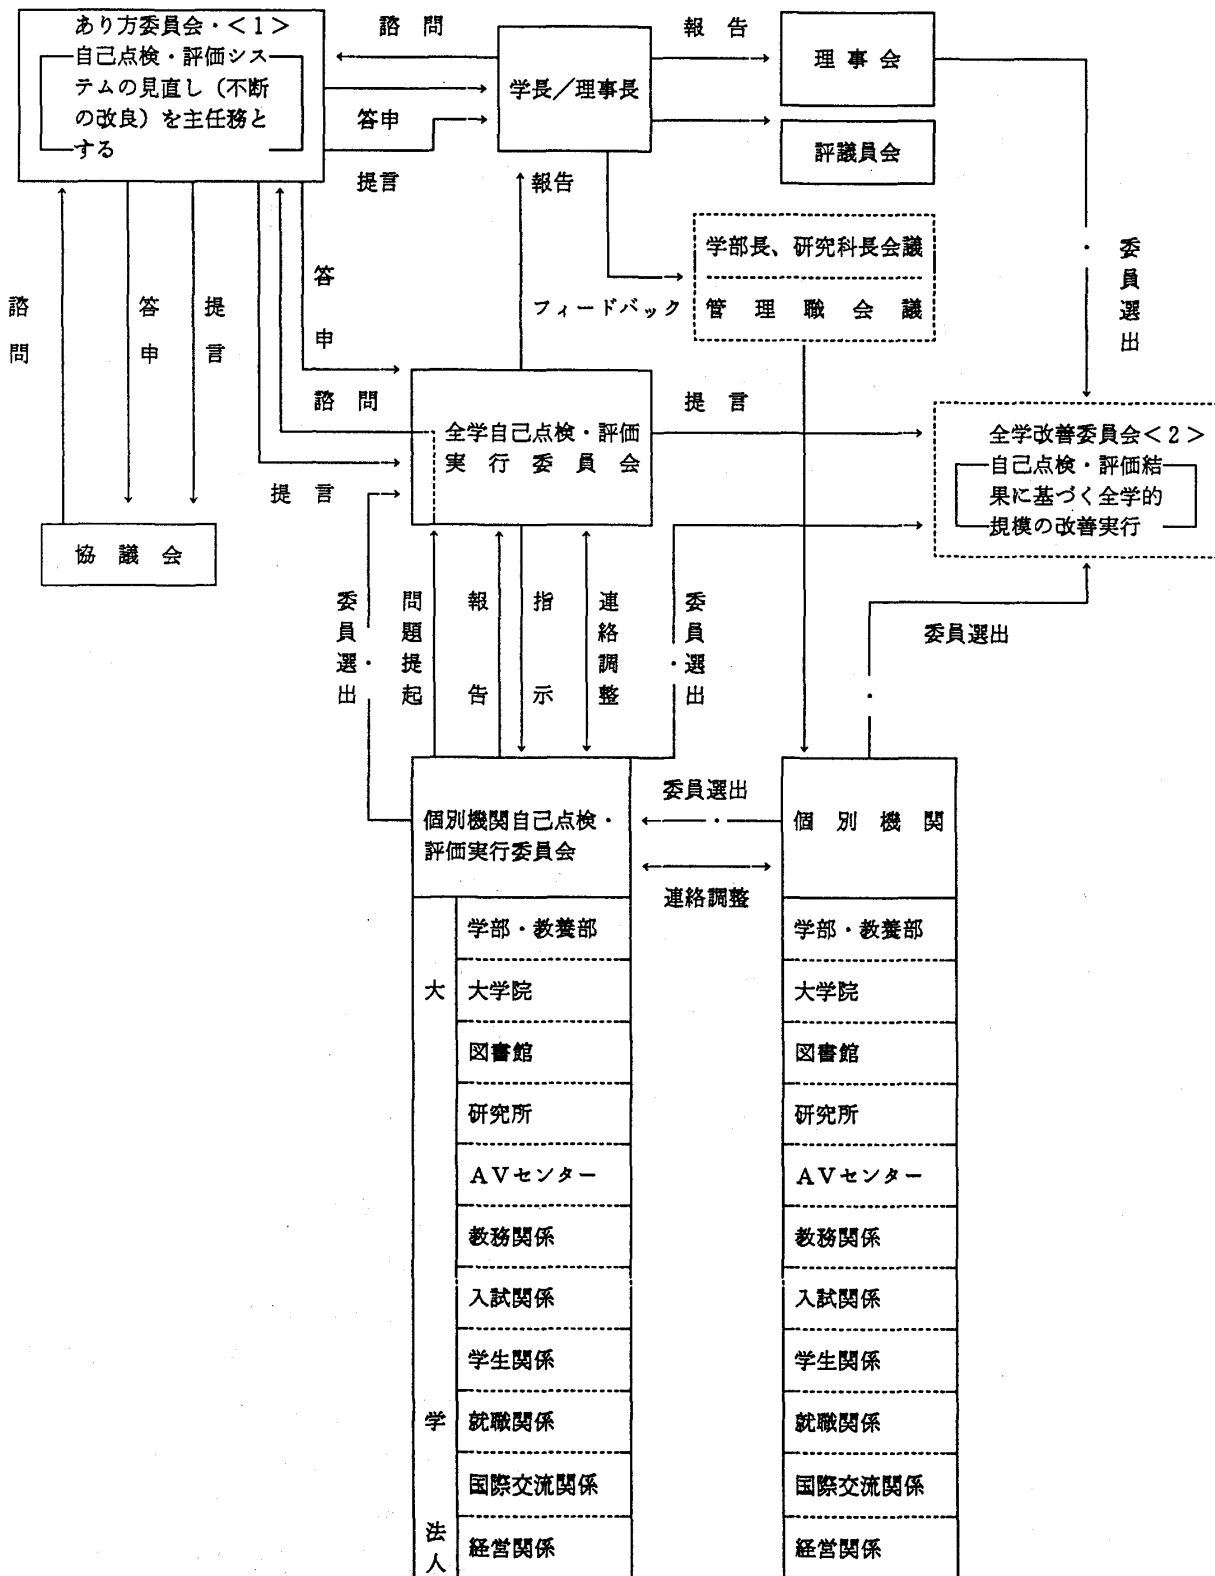 あり方委員会・<1>
自己点検・評価シス
テムの見直し(不断
の改良)を主任務と
する
諮問
答申
提言
学長/理事長
報告
理事会
評議員会
報告
学部長、研究科長会議
管理職会議
フィードバック
委員選出
諮問
答申
提言
答申
諮問
提言
協議会
全学自己点検・評価
実行委員会
提言
全学改善委員会<2>
自己点検・評価結
果に基づく全学的
規模の改善実行
委員選出
問題提起
報告
指示
連絡調整
委員選出
委員選出
個別機関自己点検・
評価実行委員会
委員選出
連絡調整
個別機関
大学
法人
学部・教養部
大学院
図書館
研究所
AVセンター
教務関係
入試関係
学生関係
就職関係
国際交流関係
経営関係
学部・教養部
大学院
図書館
研究所
AVセンター
教務関係
入試関係
学生関係
就職関係
国際交流関係
経営関係